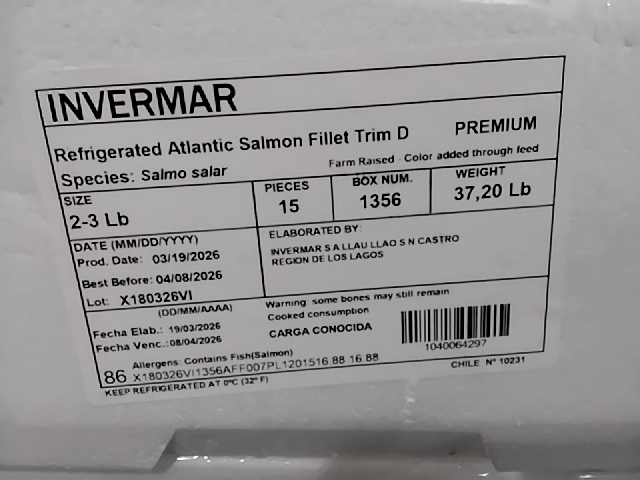 INVERMAR
Refrigerated Atlantic Salmon Fillet Trim D PREMIUM
Species: Salmo salar Farm Raised - Color added through feed
SIZE PIECES BOX NUM. WEIGHT
2-3 Lb 15 1356 37,20 Lb
DATE (MM/DD/YYYY) ELABORATED BY:
Prod. Date: 03/19/2026 INVERMAR S A LLAU LLAO S N CASTRO
REGION DE LOS LAGOS
Best Before: 04/08/2026
Lot: X180326VI Warning some bones may still remain
(DD/MM/AAAA) Cooked consumption
Fecha Elab.: 19/03/2026 CARGA CONOCIDA
Fecha Venc.: 08/04/2026
1040064297
Allergens: Contains Fish(Salmon)
86 X180326VI1356AFF007PL1201516.88 16 88 CHILE N° 10231
KEEP REFRIGERATED AT 0ºC (32° F)